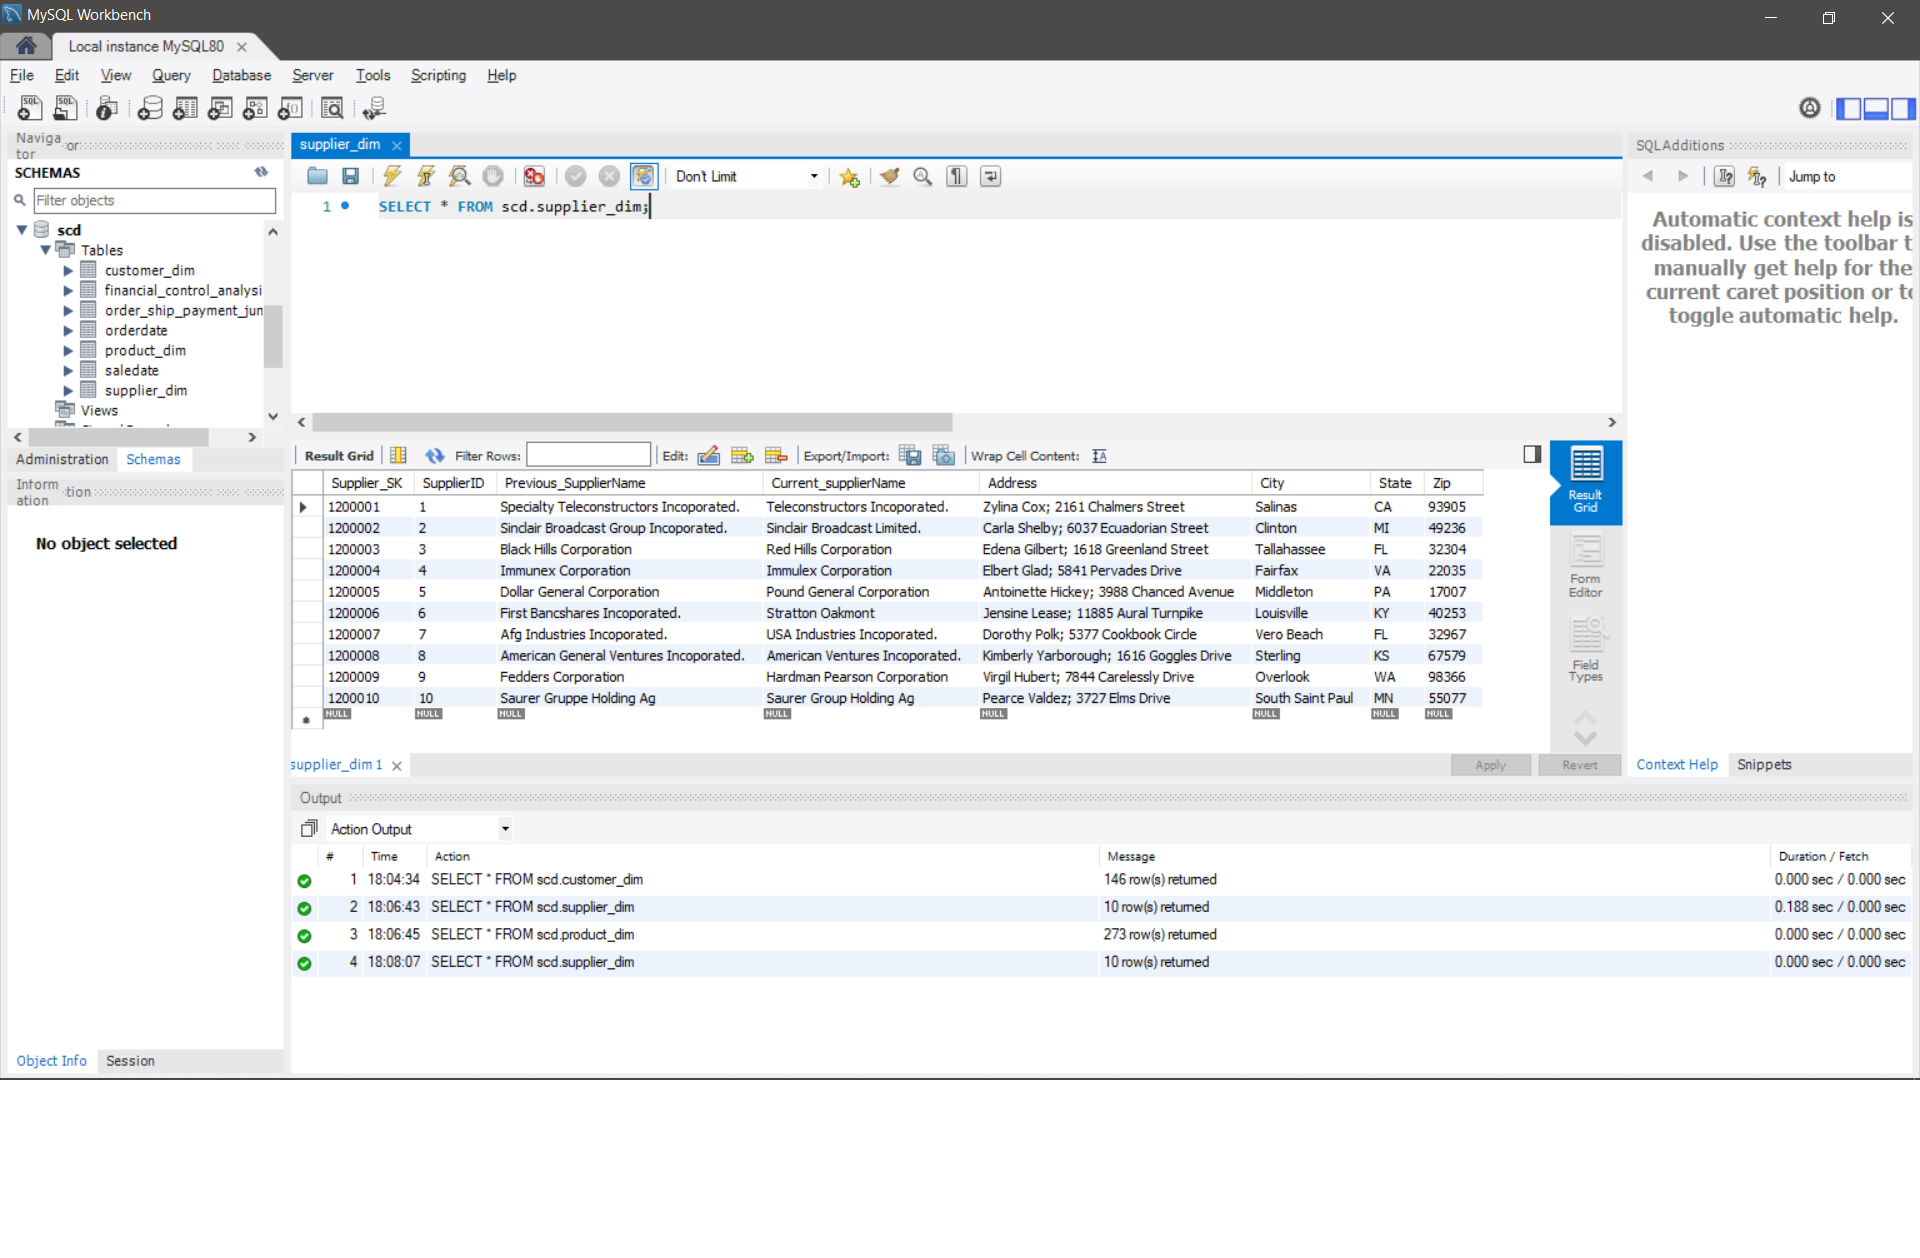 MySQL Workbench
Local instance MySQL80
File Edit View Query Database Server Tools Scripting Help
Naviga
tor
or
SCHEMAS
Filter objects
scd
Tables
customer_dim
financial_control_analysi
order_ship_payment_jun
orderdate
product_dim
saledate
supplier_dim
Views
Administration Schemas
Inform
ation
tion
No object selected
Object Info Session
supplier_dim
Don't Limit
1 SELECT * FROM scd.supplier_dim;
Result Grid Filter Rows: Edit: Export/Import: Wrap Cell Content:
Supplier_SK SupplierID Previous_SupplierName Current_supplierName Address City State Zip
1200001 1 Specialty Teleconstructors Incoporated. Teleconstructors Incoporated. Zylina Cox; 2161 Chalmers Street Salinas CA 93905
1200002 2 Sinclair Broadcast Group Incoporated. Sinclair Broadcast Limited. Carla Shelby; 6037 Ecuadorian Street Clinton MI 49236
1200003 3 Black Hills Corporation Red Hills Corporation Edena Gilbert; 1618 Greenland Street Tallahassee FL 32304
1200004 4 Immunex Corporation Immulex Corporation Elbert Glad; 5841 Pervades Drive Fairfax VA 22035
1200005 5 Dollar General Corporation Pound General Corporation Antoinette Hickey; 3988 Chanced Avenue Middleton PA 17007
1200006 6 First Bancshares Incoporated. Stratton Oakmont Jensine Lease; 11885 Aural Turnpike Louisville KY 40253
1200007 7 Afg Industries Incoporated. USA Industries Incoporated. Dorothy Polk; 5377 Cookbook Circle Vero Beach FL 32967
1200008 8 American General Ventures Incoporated. American Ventures Incoporated. Kimberly Yarborough; 1616 Goggles Drive Sterling KS 67579
1200009 9 Fedders Corporation Hardman Pearson Corporation Virgil Hubert; 7844 Carelessly Drive Overlook WA 98366
1200010 10 Saurer Gruppe Holding Ag Saurer Group Holding Ag Pearce Valdez; 3727 Elms Drive South Saint Paul MN 55077
NULL NULL NULL NULL NULL NULL NULL NULL
Result
Grid
Form
Editor
Field
Types
supplier_dim 1 Apply Revert
SQLAdditions
Jump to
Automatic context help is
disabled. Use the toolbar t
manually get help for the
current caret position or to
toggle automatic help.
Context Help Snippets
Output
Action Output
# Time Action Message Duration / Fetch
1 18:04:34 SELECT * FROM scd.customer_dim 146 row(s) returned 0.000 sec / 0.000 sec
2 18:06:43 SELECT * FROM scd.supplier_dim 10 row(s) returned 0.188 sec / 0.000 sec
3 18:06:45 SELECT * FROM scd.product_dim 273 row(s) returned 0.000 sec / 0.000 sec
4 18:08:07 SELECT * FROM scd.supplier_dim 10 row(s) returned 0.000 sec / 0.000 sec